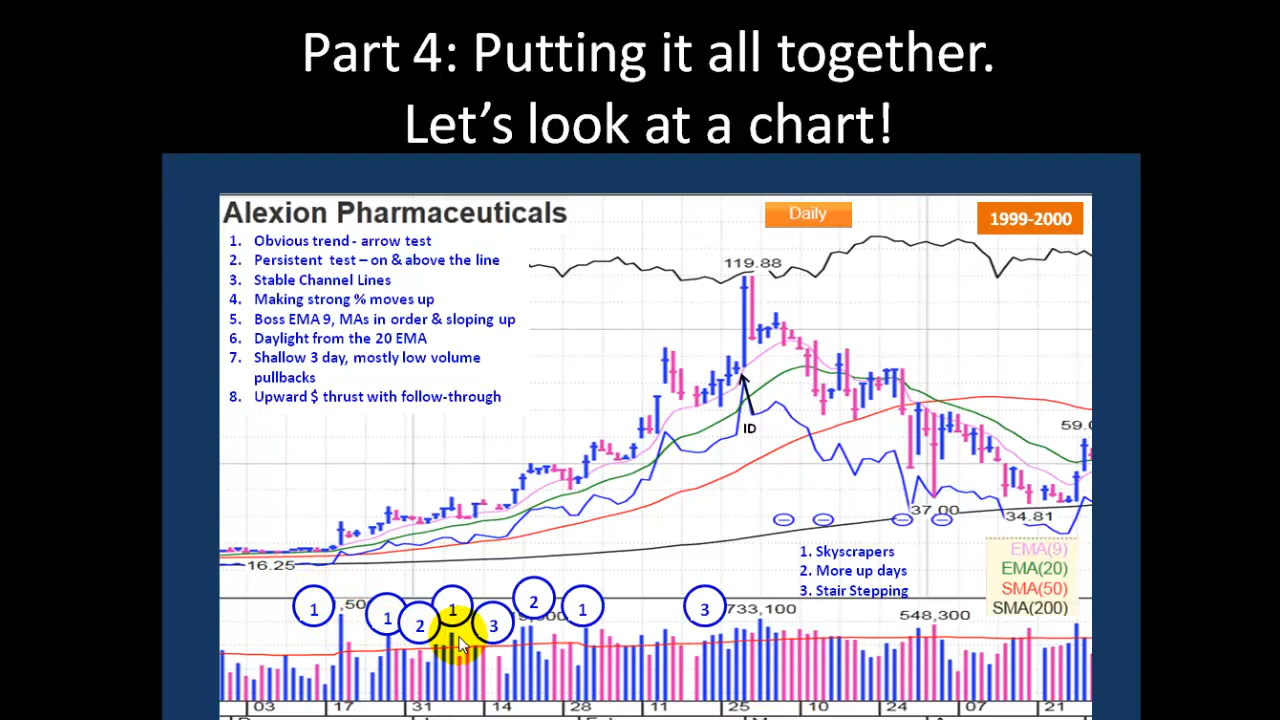 Part 4: Putting it all together.
Let's look at a chart!
Alexion Pharmaceuticals
Daily
1999-2000
1. Obvious trend - arrow test
2. Persistent test – on & above the line
3. Stable Channel Lines
4. Making strong % moves up
5. Boss EMA 9, MAs in order & sloping up
6. Daylight from the 20 EMA
7. Shallow 3 day, mostly low volume
pullbacks
8. Upward $ thrust with follow-through
119.88
ID
59.0
37.00
34.81
16.25
1. Skyscrapers
2. More up days
3. Stair Stepping
EMA(9)
EMA(20)
SMA(50)
SMA(200)
1 1 2 1 3 2 1 3
733,100
548,300
03 17 31 14 28 11 25 10 24 07 21